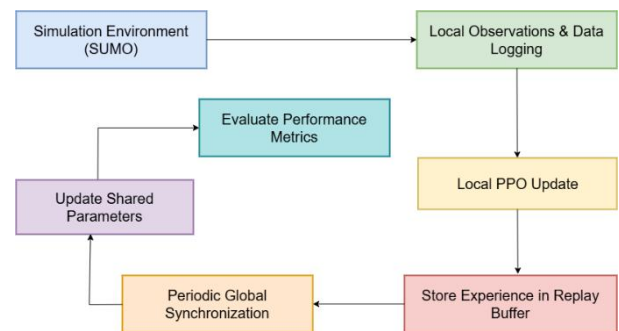 Simulation Environment
(SUMO)
Local Observations & Data
Logging
Evaluate Performance
Metrics
Local PPO Update
Update Shared
Parameters
Periodic Global
Synchronization
Store Experience in Replay
Buffer